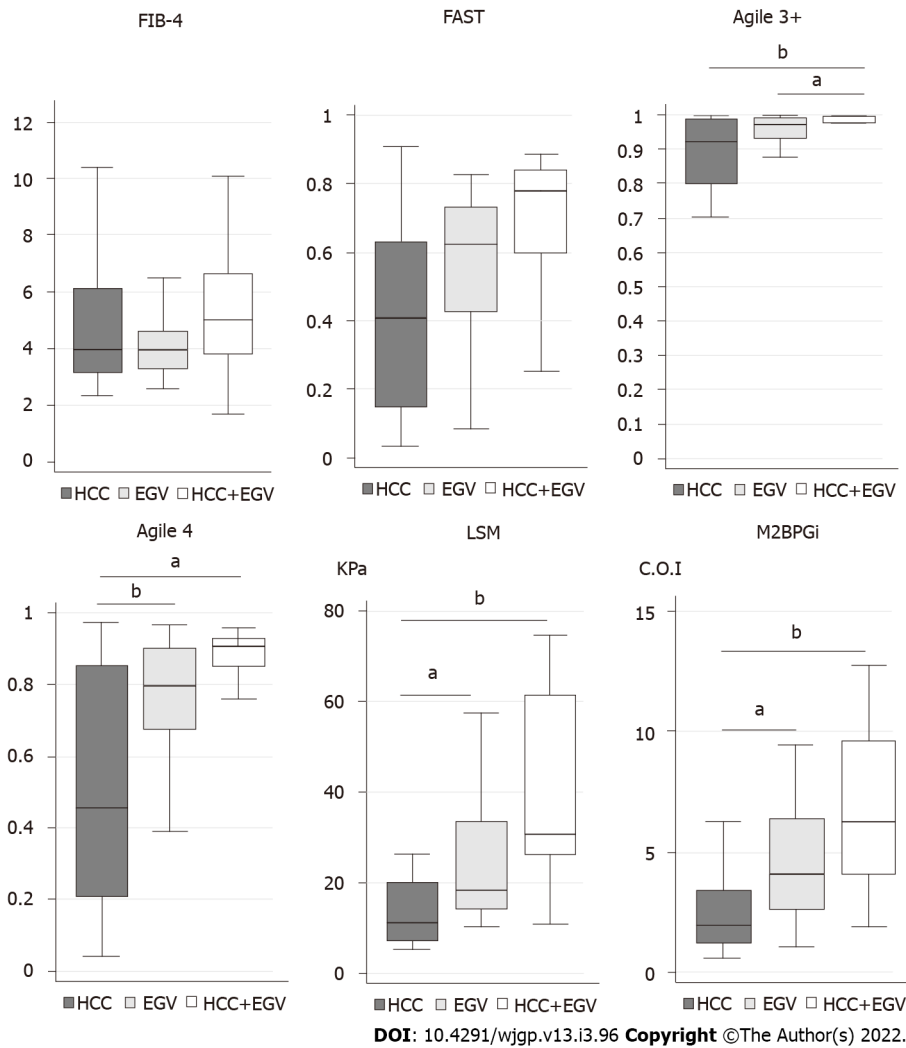 FIB-4
12
10
8
6
4
2
0
HCC EGV HCC+EGV
FAST
1
0.8
0.6
0.4
0.2
0
HCC EGV HCC+EGV
Agile 3+
b
a
1
0.9
0.8
0.7
0.6
0.5
0.4
0.3
0.2
0.1
0
HCC EGV HCC+EGV
Agile 4
a
b
1
0.8
0.6
0.4
0.2
0
HCC EGV HCC+EGV
LSM
KPa
b
a
80
60
40
20
0
HCC EGV HCC+EGV
M2BPGi
C.O.I
b
a
15
10
5
0
HCC EGV HCC+EGV
DOI: 10.4291/wjgp.v13.i3.96 Copyright ©The Author(s) 2022.